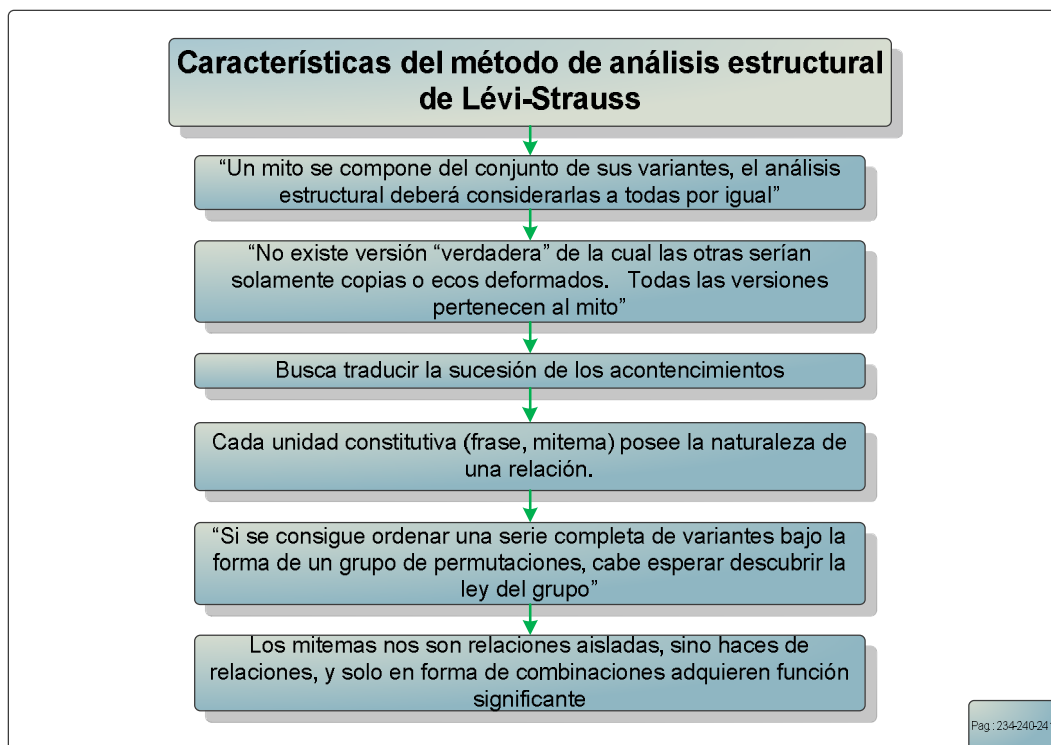 Características del método de análisis estructural
de Lévi-Strauss
“Un mito se compone del conjunto de sus variantes, el análisis
estructural deberá considerarlas a todas por igual”
“No existe versión “verdadera” de la cual las otras serían
solamente copias o ecos deformados. Todas las versiones
pertenecen al mito”
Busca traducir la sucesión de los acontencimientos
Cada unidad constitutiva (frase, mitema) posee la naturaleza de
una relación.
“Si se consigue ordenar una serie completa de variantes bajo la
forma de un grupo de permutaciones, cabe esperar descubrir la
ley del grupo”
Los mitemas nos son relaciones aisladas, sino haces de
relaciones, y solo en forma de combinaciones adquieren función
significante
Pag.: 234-240-24